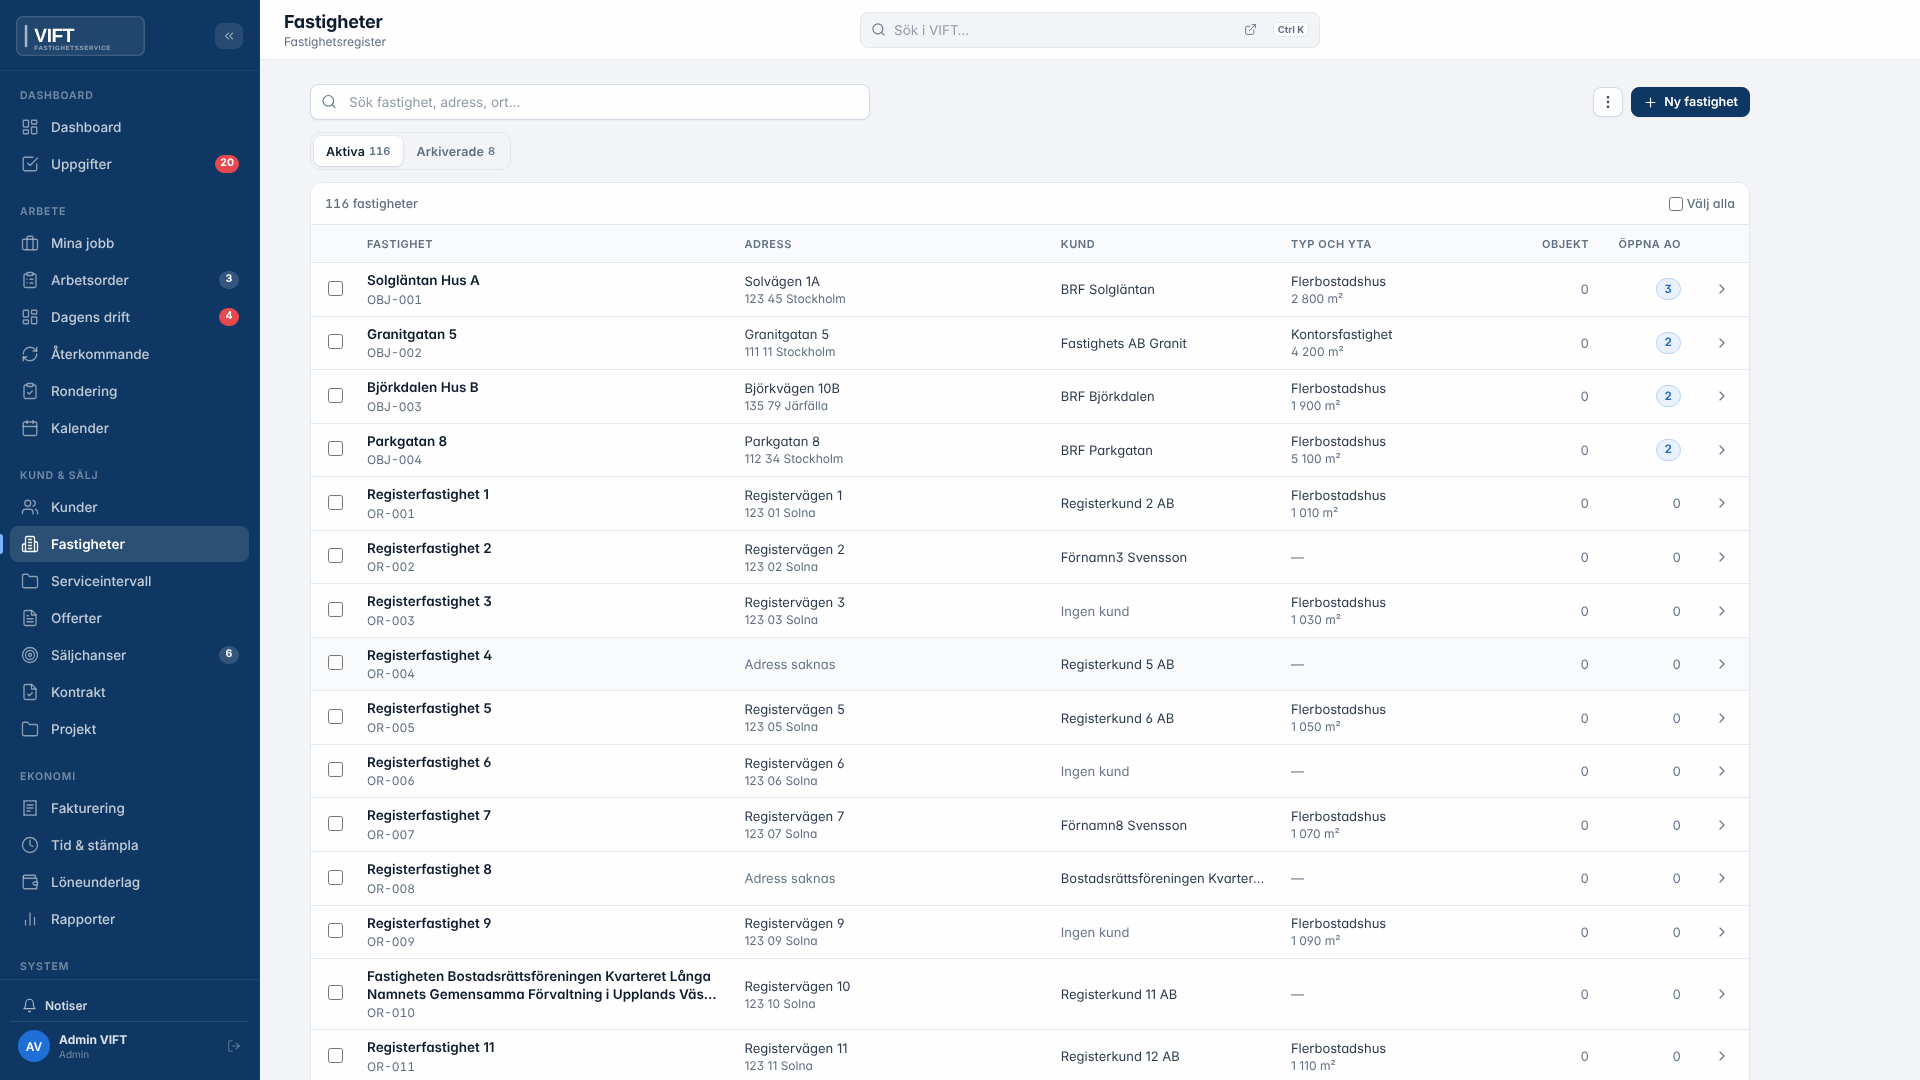 VIFT
FASTIGHETSSERVICE
«
DASHBOARD
Dashboard
Uppgifter 20
ARBETE
Mina jobb
Arbetsorder 3
Dagens drift 4
Återkommande
Rondering
Kalender
KUND & SÄLJ
Kunder
Fastigheter
Serviceintervall
Offerter
Säljchanser 6
Kontrakt
Projekt
EKONOMI
Fakturering
Tid & stämpla
Löneunderlag
Rapporter
SYSTEM
Notiser
AV Admin VIFT
Admin
Fastigheter
Fastighetsregister
Sök i VIFT... Ctrl K
Sök fastighet, adress, ort...
+ Ny fastighet
Aktiva 116 Arkiverade 8
116 fastigheter Välj alla
FASTIGHET ADRESS KUND TYP OCH YTA OBJEKT ÖPPNA AO
Solgläntan Hus A Solvägen 1A BRF Solgläntan Flerbostadshus 0 3
OBJ-001 123 45 Stockholm 2 800 m²
Granitgatan 5 Granitgatan 5 Fastighets AB Granit Kontorsfastighet 0 2
OBJ-002 111 11 Stockholm 4 200 m²
Björkdalen Hus B Björkvägen 10B BRF Björkdalen Flerbostadshus 0 2
OBJ-003 135 79 Järfälla 1 900 m²
Parkgatan 8 Parkgatan 8 BRF Parkgatan Flerbostadshus 0 2
OBJ-004 112 34 Stockholm 5 100 m²
Registerfastighet 1 Registervägen 1 Registerkund 2 AB Flerbostadshus 0 0
OR-001 123 01 Solna 1 010 m²
Registerfastighet 2 Registervägen 2 Förnamn3 Svensson — 0 0
OR-002 123 02 Solna
Registerfastighet 3 Registervägen 3 Ingen kund Flerbostadshus 0 0
OR-003 123 03 Solna 1 030 m²
Registerfastighet 4 Adress saknas Registerkund 5 AB — 0 0
OR-004
Registerfastighet 5 Registervägen 5 Registerkund 6 AB Flerbostadshus 0 0
OR-005 123 05 Solna 1 050 m²
Registerfastighet 6 Registervägen 6 Ingen kund — 0 0
OR-006 123 06 Solna
Registerfastighet 7 Registervägen 7 Förnamn8 Svensson Flerbostadshus 0 0
OR-007 123 07 Solna 1 070 m²
Registerfastighet 8 Adress saknas Bostadsrättsföreningen Kvarter... — 0 0
OR-008
Registerfastighet 9 Registervägen 9 Ingen kund Flerbostadshus 0 0
OR-009 123 09 Solna 1 090 m²
Fastigheten Bostadsrättsföreningen Kvarteret Långa
Namnets Gemensamma Förvaltning i Upplands Väs... Registervägen 10 Registerkund 11 AB — 0 0
OR-010 123 10 Solna
Registerfastighet 11 Registervägen 11 Registerkund 12 AB Flerbostadshus 0 0
OR-011 123 11 Solna 1 110 m²